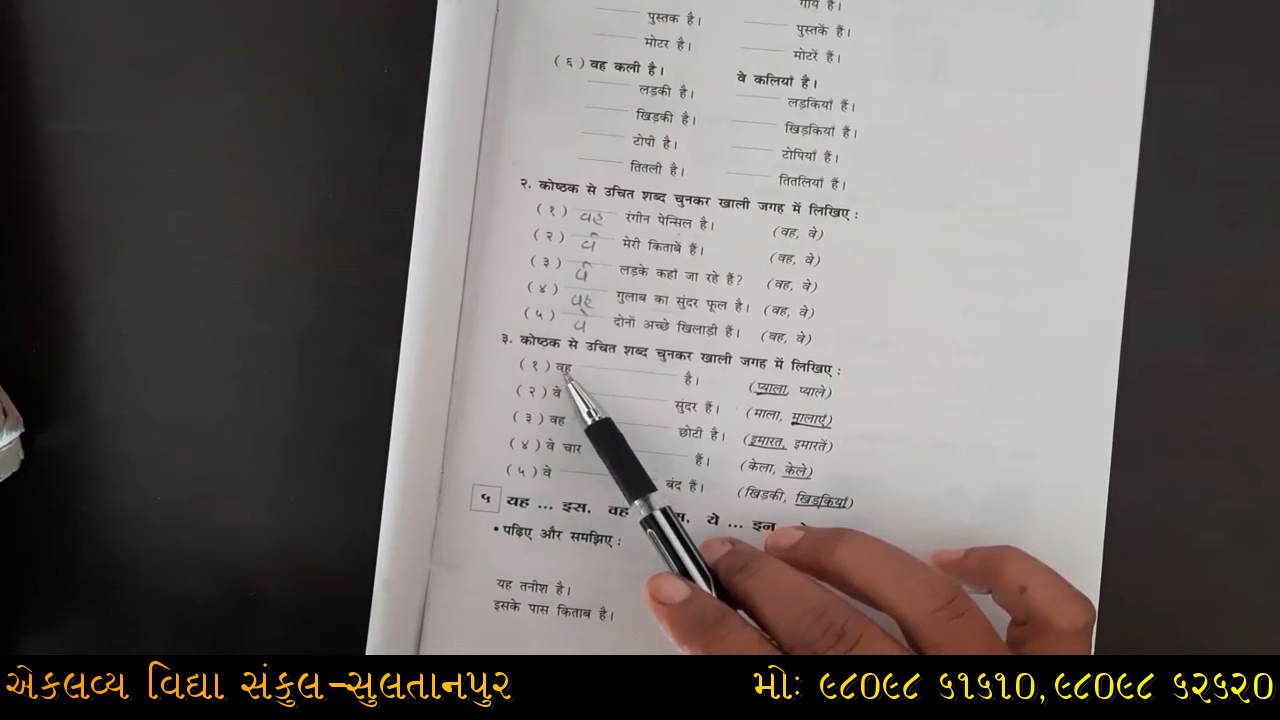 गाय है।
पुस्तक है। पुस्तकें हैं।
मोटर है। मोटरें हैं।
(६) वह कली है। वे कलियाँ है।
लड़की है। लड़कियाँ हैं।
खिड़की है। खिड़कियाँ हैं।
टोपी है। टोपियाँ हैं।
तितली है। तितलियाँ हैं।
२. कोष्ठक से उचित शब्द चुनकर खाली जगह में लिखिए :
(१) वह रंगीन पेन्सिल है। (वह, वे)
(२) वे मेरी किताबें हैं। (वह, वे)
(३) वे लड़के कहाँ जा रहे हैं? (वह, वे)
(४) वह गुलाब का सुंदर फूल है। (वह, वे)
(५) वे दोनों अच्छे खिलाड़ी हैं। (वह, वे)
३. कोष्ठक से उचित शब्द चुनकर खाली जगह में लिखिए :
(१) वह है। (प्याला, प्याले)
(२) वे सुंदर हैं। (माला, मालाएँ)
(३) वह छोटी है। (इमारत, इमारतें)
(४) वे चार हैं। (केला, केले)
(५) वे बंद हैं। (खिड़की, खिड़कियाँ)
५ यह ... इस, वह ये ... इन
• पढ़िए और समझिए :
यह तनीश है।
इसके पास किताब है।
એકલવ્ય વિદ્યા સંકુલ-સુલતાનપુર મોઃ ૯૮૦૯૮ ૬૧૬૧૦,૯૮૦૯૮ ૬૨૬૨૦